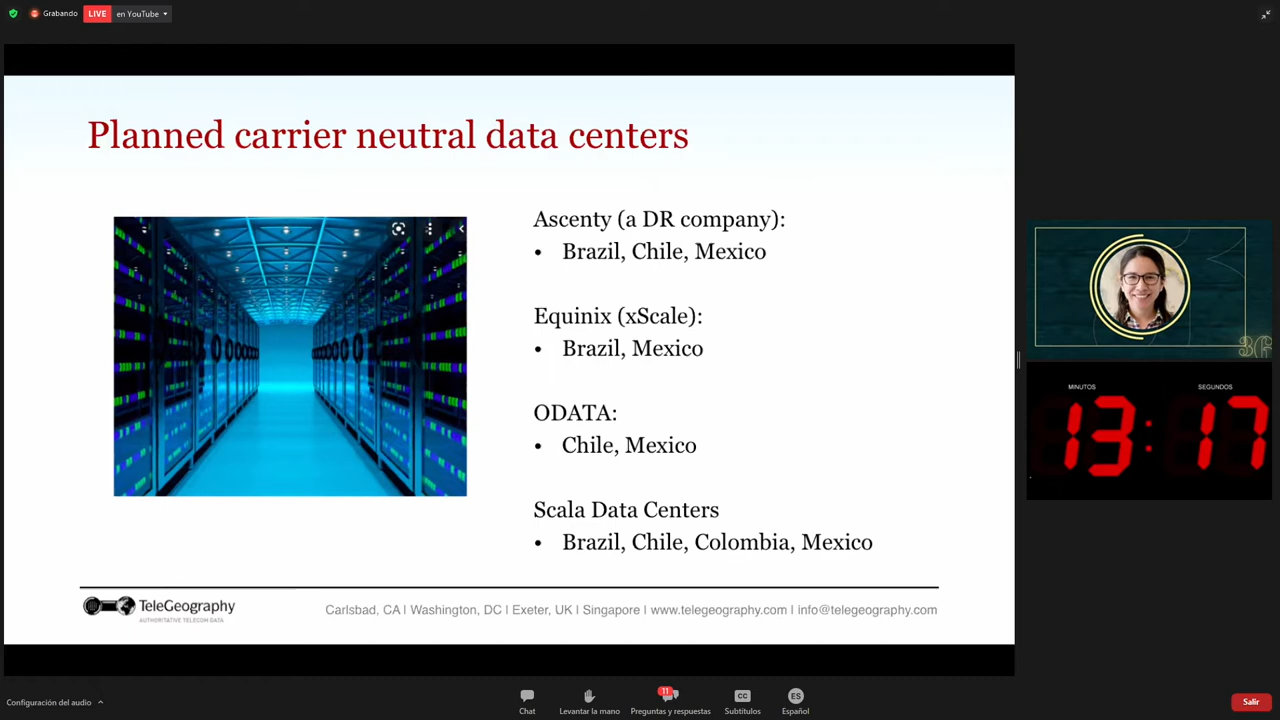 Grabando
LIVE
en YouTube
Planned carrier neutral data centers
Ascenty (a DR company):
• Brazil, Chile, Mexico
Equinix (xScale):
• Brazil, Mexico
ODATA:
• Chile, Mexico
Scala Data Centers
• Brazil, Chile, Colombia, Mexico
TeleGeography
AUTHORITATIVE TELECOM DATA
Carlsbad, CA | Washington, DC | Exeter, UK | Singapore | www.telegeography.com | info@telegeography.com
MINUTOS SEGUNDOS
13:17
Configuración del audio
Chat
Levantar la mano
11
Preguntas y respuestas
CC
Subtítulos
ES
Español
Salir